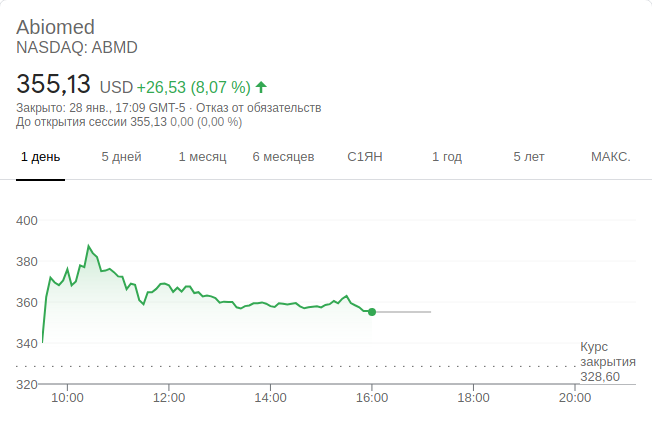 Abiomed
NASDAQ: ABMD
355,13 USD +26,53 (8,07 %)
Закрыто: 28 янв., 17:09 GMT-5 · Отказ от обязательств
До открытия сессии 355,13 0,00 (0,00 %)
1 день 5 дней 1 месяц 6 месяцев С1ЯН 1 год 5 лет МАКС.
400
380
360
340
320
Курс
закрытия
328,60
10:00 12:00 14:00 16:00 18:00 20:00